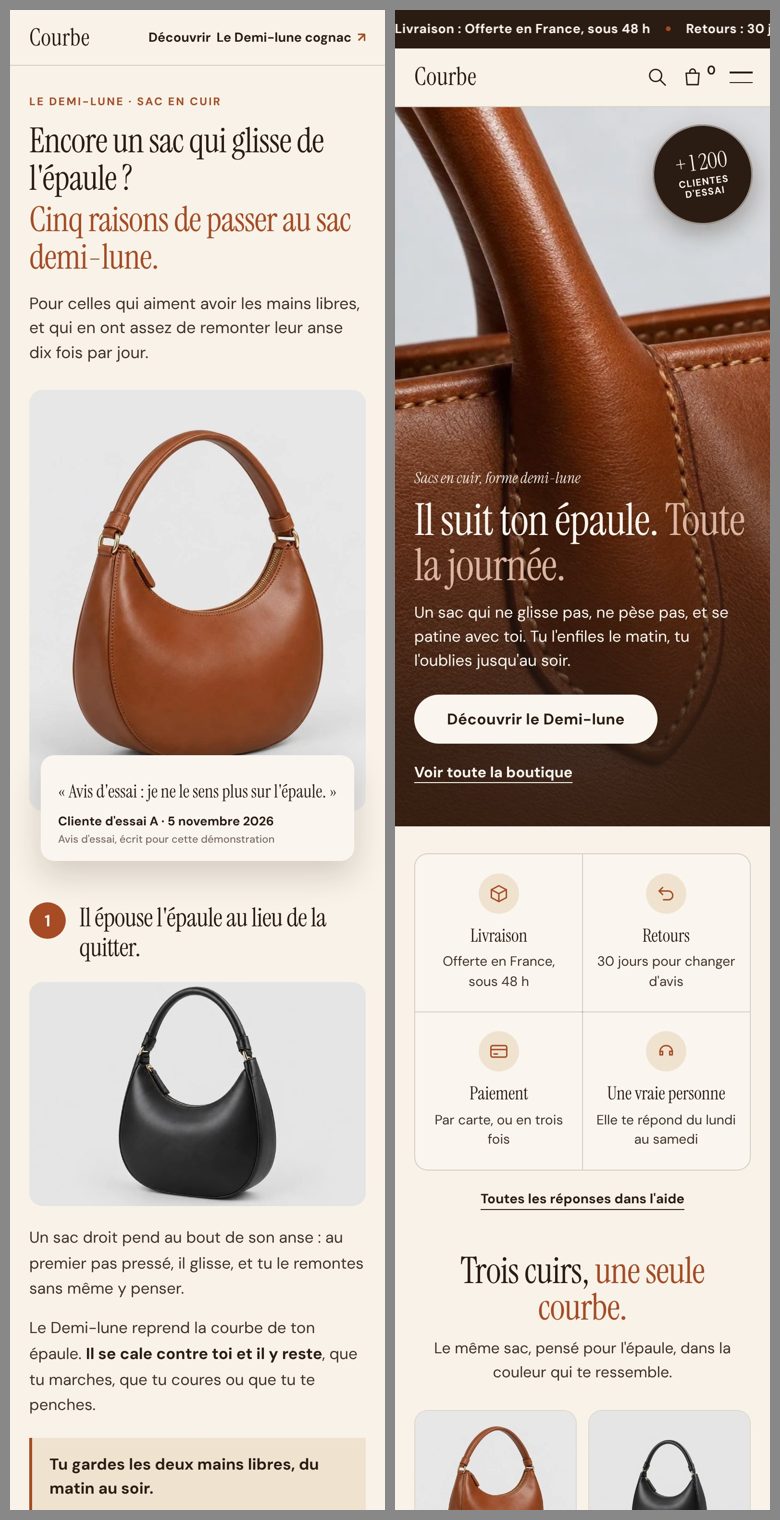 Courbe
Découvrir Le Demi-lune cognac
LE DEMI-LUNE · SAC EN CUIR
Encore un sac qui glisse de
l'épaule ?
Cinq raisons de passer au sac
demi-lune.
Pour celles qui aiment avoir les mains libres,
et qui en ont assez de remonter leur anse
dix fois par jour.
« Avis d'essai : je ne le sens plus sur l'épaule. »
Cliente d'essai A · 5 novembre 2026
Avis d'essai, écrit pour cette démonstration
1
Il épouse l'épaule au lieu de la
quitter.
Un sac droit pend au bout de son anse : au
premier pas pressé, il glisse, et tu le remontes
sans même y penser.
Le Demi-lune reprend la courbe de ton
épaule. Il se cale contre toi et il y reste, que
tu marches, que tu coures ou que tu te
penches.
Tu gardes les deux mains libres, du
matin au soir.
Livraison : Offerte en France, sous 48 h • Retours : 30 j
Courbe
0
+1200
CLIENTES
D'ESSAI
Sacs en cuir, forme demi-lune
Il suit ton épaule. Toute
la journée.
Un sac qui ne glisse pas, ne pèse pas, et se
patine avec toi. Tu l'enfiles le matin, tu
l'oublies jusqu'au soir.
Découvrir le Demi-lune
Voir toute la boutique
Livraison
Offerte en France,
sous 48 h
Retours
30 jours pour changer
d'avis
Paiement
Par carte, ou en trois
fois
Une vraie personne
Elle te répond du lundi
au samedi
Toutes les réponses dans l'aide
Trois cuirs, une seule
courbe.
Le même sac, pensé pour l'épaule, dans la
couleur qui te ressemble.